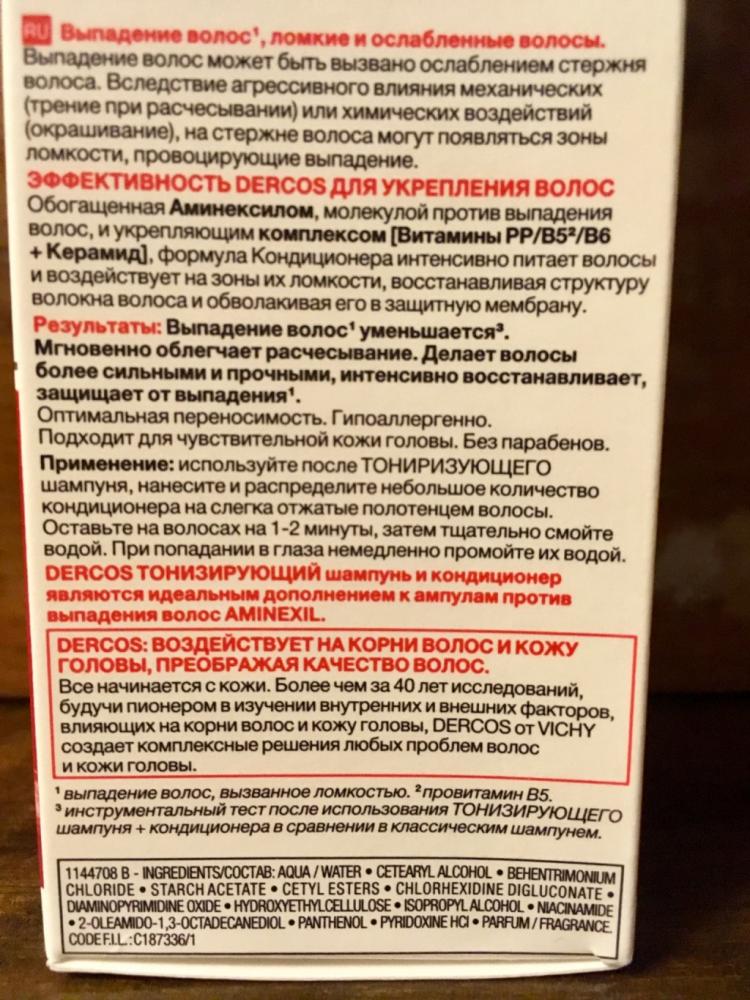 RU Выпадение волос¹, ломкие и ослабленные волосы.
Выпадение волос может быть вызвано ослаблением стержня
волоса. Вследствие агрессивного влияния механических
(трение при расчесывании) или химических воздействий
(окрашивание), на стержне волоса могут появляться зоны
ломкости, провоцирующие выпадение.
ЭФФЕКТИВНОСТЬ DERCOS ДЛЯ УКРЕПЛЕНИЯ ВОЛОС
Обогащенная Аминексилом, молекулой против выпадения
волос, и укрепляющим комплексом [Витамины PP/B5²/B6
+ Керамид], формула Кондиционера интенсивно питает волосы
и воздействует на зоны их ломкости, восстанавливая структуру
волокна волоса и обволакивая его в защитную мембрану.
Результаты: Выпадение волос¹ уменьшается³.
Мгновенно облегчает расчесывание. Делает волосы
более сильными и прочными, интенсивно восстанавливает,
защищает от выпадения¹.
Оптимальная переносимость. Гипоаллергенно.
Подходит для чувствительной кожи головы. Без парабенов.
Применение: используйте после ТОНИРИЗУЮЩЕГО
шампуня, нанесите и распределите небольшое количество
кондиционера на слегка отжатые полотенцем волосы.
Оставьте на волосах на 1-2 минуты, затем тщательно смойте
водой. При попадании в глаза немедленно промойте их водой.
DERCOS ТОНИЗИРУЮЩИЙ шампунь и кондиционер
являются идеальным дополнением к ампулам против
выпадения волос AMINEXIL.
DERCOS: ВОЗДЕЙСТВУЕТ НА КОРНИ ВОЛОС И КОЖУ
ГОЛОВЫ, ПРЕОБРАЖАЯ КАЧЕСТВО ВОЛОС.
Все начинается с кожи. Более чем за 40 лет исследований,
будучи пионером в изучении внутренних и внешних факторов,
влияющих на корни волос и кожу головы, DERCOS от VICHY
создает комплексные решения любых проблем волос
и кожи головы.
¹ выпадение волос, вызванное ломкостью. ² провитамин B5.
³ инструментальный тест после использования ТОНИЗИРУЮЩЕГО
шампуня + кондиционера в сравнении в классическим шампунем.
1144708 B - INGREDIENTS/СОСТАВ: AQUA / WATER • CETEARYL ALCOHOL • BEHENTRIMONIUM
CHLORIDE • STARCH ACETATE • CETYL ESTERS • CHLORHEXIDINE DIGLUCONATE •
DIAMINOPYRIMIDINE OXIDE • HYDROXYETHYLCELLULOSE • ISOPROPYL ALCOHOL • NIACINAMIDE
• 2-OLEAMIDO-1,3-OCTADECANEDIOL • PANTHENOL • PYRIDOXINE HCl • PARFUM / FRAGRANCE.
CODE F.I.L.: C187336/1